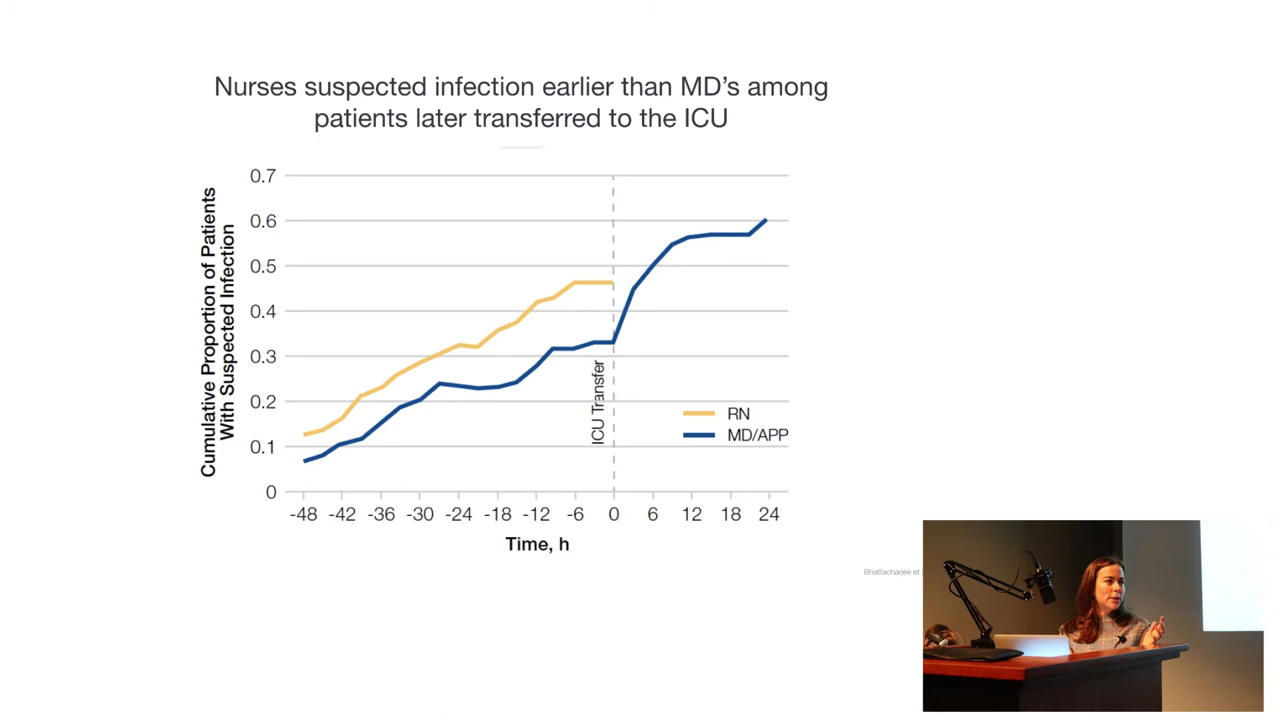 Nurses suspected infection earlier than MD’s among
patients later transferred to the ICU
Cumulative Proportion of Patients
With Suspected Infection
0.7
0.6
0.5
0.4
0.3
0.2
0.1
0
ICU Transfer
RN
MD/APP
-48 -42 -36 -30 -24 -18 -12 -6 0 6 12 18 24
Time, h
Bhattacharjee et